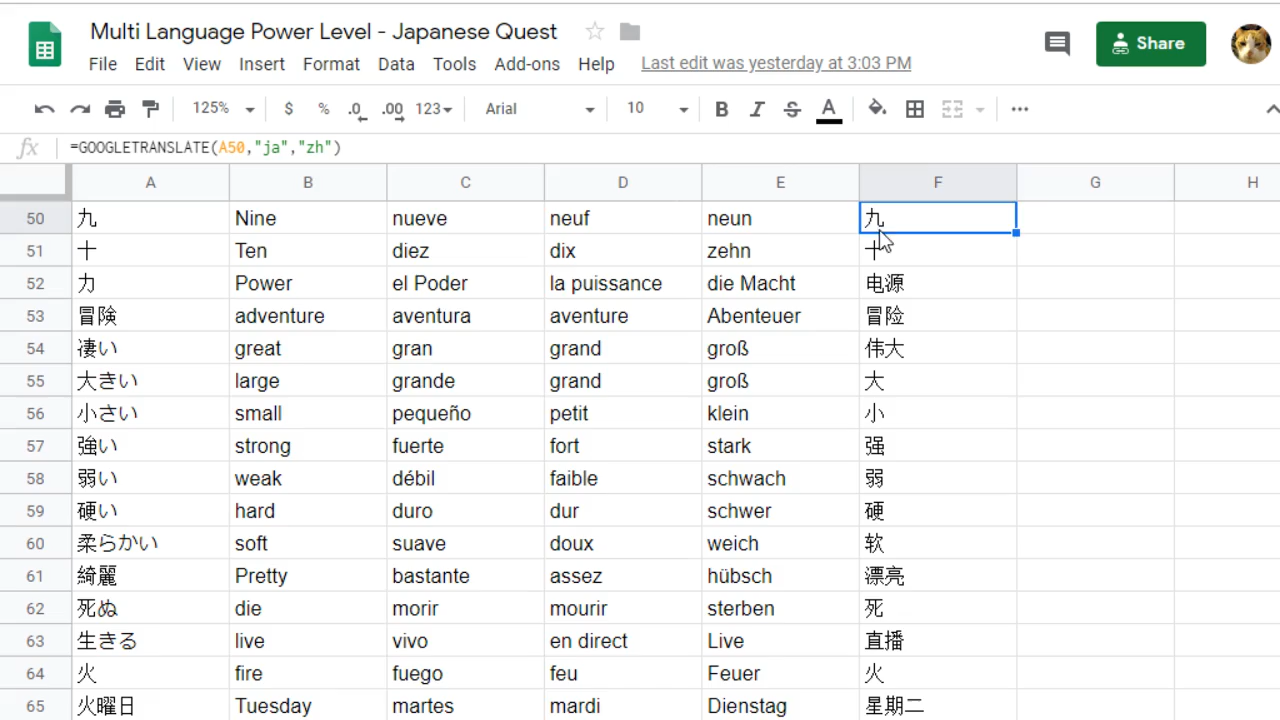 Multi Language Power Level - Japanese Quest
File Edit View Insert Format Data Tools Add-ons Help Last edit was yesterday at 3:03 PM
Share
125% $ % .0 .00 123 Arial 10 B I S A
fx =GOOGLETRANSLATE(A50,"ja","zh")
A B C D E F G H
50 九 Nine nueve neuf neun 九
51 十 Ten diez dix zehn 十
52 力 Power el Poder la puissance die Macht 电源
53 冒険 adventure aventura aventure Abenteuer 冒险
54 凄い great gran grand groß 伟大
55 大きい large grande grand groß 大
56 小さい small pequeño petit klein 小
57 強い strong fuerte fort stark 强
58 弱い weak débil faible schwach 弱
59 硬い hard duro dur schwer 硬
60 柔らかい soft suave doux weich 软
61 綺麗 Pretty bastante assez hübsch 漂亮
62 死ぬ die morir mourir sterben 死
63 生きる live vivo en direct Live 直播
64 火 fire fuego feu Feuer 火
65 火曜日 Tuesday martes mardi Dienstag 星期二